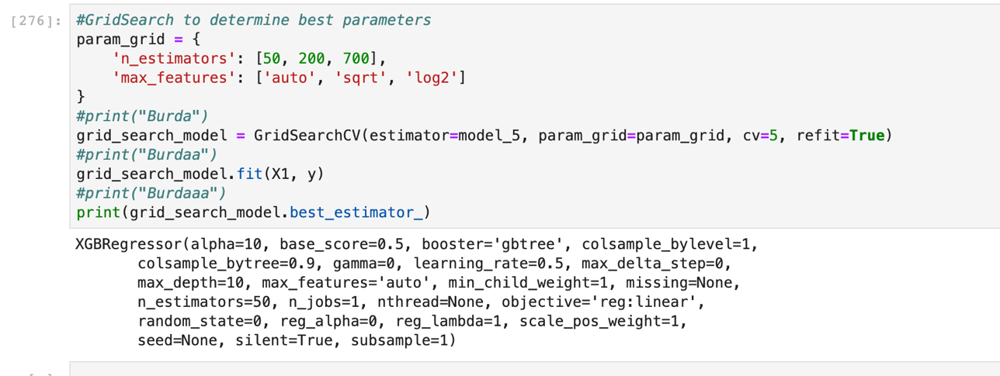 [276]:
#GridSearch to determine best parameters
param_grid = {
    'n_estimators': [50, 200, 700],
    'max_features': ['auto', 'sqrt', 'log2']
}
#print("Burda")
grid_search_model = GridSearchCV(estimator=model_5, param_grid=param_grid, cv=5, refit=True)
#print("Burdaa")
grid_search_model.fit(X1, y)
#print("Burdaaa")
print(grid_search_model.best_estimator_)
XGBRegressor(alpha=10, base_score=0.5, booster='gbtree', colsample_bylevel=1,
       colsample_bytree=0.9, gamma=0, learning_rate=0.5, max_delta_step=0,
       max_depth=10, max_features='auto', min_child_weight=1, missing=None,
       n_estimators=50, n_jobs=1, nthread=None, objective='reg:linear',
       random_state=0, reg_alpha=0, reg_lambda=1, scale_pos_weight=1,
       seed=None, silent=True, subsample=1)